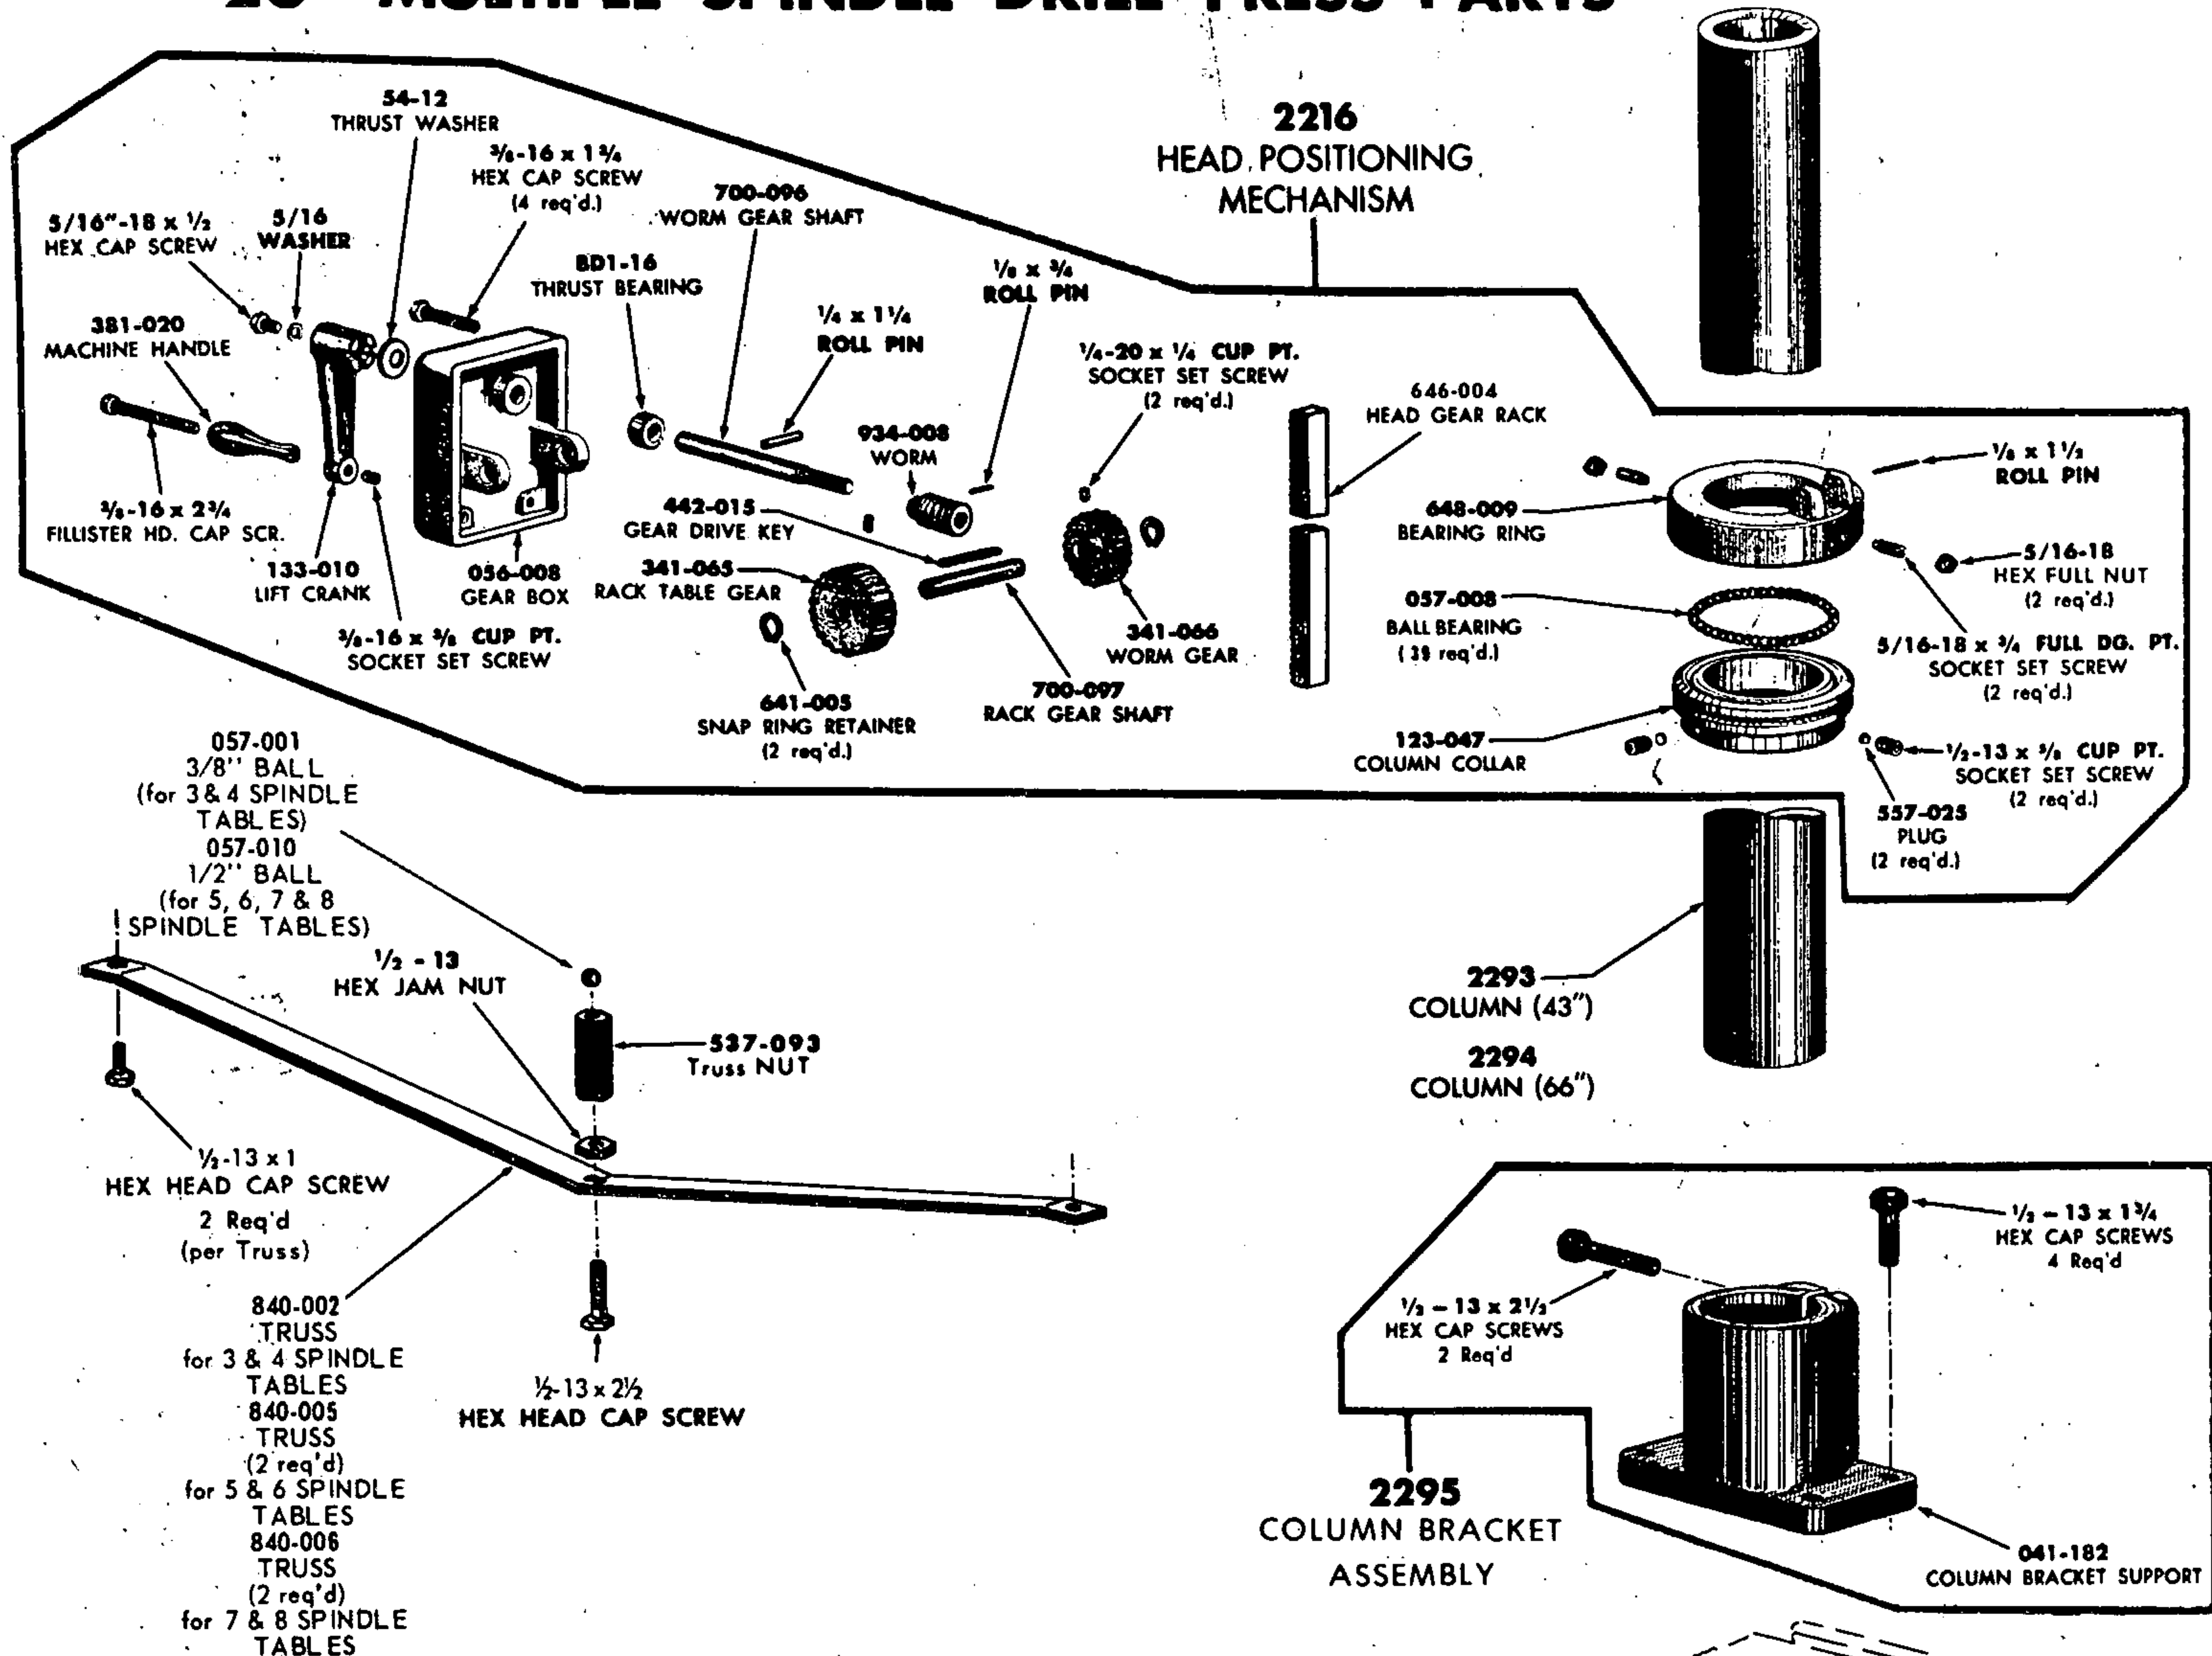 MULTIPLE SPINDLE DRILL PRESS PARTS
54-12
THRUST WASHER
3/8-16 x 1 3/4
HEX CAP SCREW
(4 req'd.)
700-096
WORM GEAR SHAFT
2216
HEAD POSITIONING
MECHANISM
5/16"-18 x 1/2
HEX CAP SCREW
5/16
WASHER
BD1-16
THRUST BEARING
1/8 x 3/4
ROLL PIN
381-020
MACHINE HANDLE
1/4 x 1 1/4
ROLL PIN
1/4-20 x 1/4 CUP PT.
SOCKET SET SCREW
(2 req'd.)
646-004
HEAD GEAR RACK
934-008
WORM
1/8 x 1 1/2
ROLL PIN
3/8-16 x 2 3/4
FILLISTER HD. CAP SCR.
442-015
GEAR DRIVE KEY
648-009
BEARING RING
133-010
LIFT CRANK
056-008
GEAR BOX
341-065
RACK TABLE GEAR
5/16-18
HEX FULL NUT
(2 req'd.)
057-008
BALL BEARING
(38 req'd.)
3/8-16 x 3/8 CUP PT.
SOCKET SET SCREW
341-066
WORM GEAR
5/16-18 x 3/4 FULL DG. PT.
SOCKET SET SCREW
(2 req'd.)
641-005
SNAP RING RETAINER
(2 req'd.)
700-097
RACK GEAR SHAFT
123-047
COLUMN COLLAR
1/2-13 x 5/8 CUP PT.
SOCKET SET SCREW
(2 req'd.)
557-025
PLUG
(2 req'd.)
057-001
3/8" BALL
(for 3 & 4 SPINDLE
TABLES)
057-010
1/2" BALL
(for 5, 6, 7 & 8
SPINDLE TABLES)
1/2 - 13
HEX JAM NUT
537-093
Truss NUT
2293
COLUMN (43")
2294
COLUMN (66")
1/2-13 x 1
HEX HEAD CAP SCREW
2 Req'd
(per Truss)
840-002
TRUSS
for 3 & 4 SPINDLE
TABLES
840-005
TRUSS
(2 req'd)
for 5 & 6 SPINDLE
TABLES
840-006
TRUSS
(2 req'd)
for 7 & 8 SPINDLE
TABLES
1/2-13 x 2 1/2
HEX HEAD CAP SCREW
1/2 - 13 x 1 3/4
HEX CAP SCREWS
4 Req'd
1/2 - 13 x 2 1/2
HEX CAP SCREWS
2 Req'd
2295
COLUMN BRACKET
ASSEMBLY
041-182
COLUMN BRACKET SUPPORT